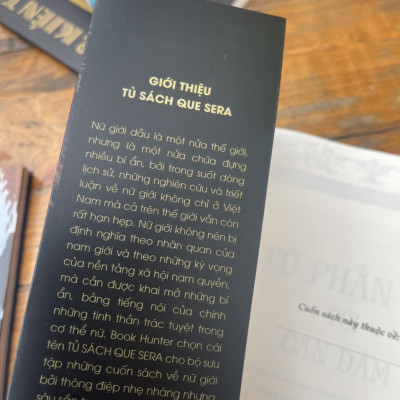 KIẾN T
GIỚI THIỆU
TỦ SÁCH QUE SERA
Nữ giới dẫu là một nửa thế giới,
nhưng là một nửa chứa đựng
nhiều bí ẩn, bởi trong suốt dòng
lịch sử, những nghiên cứu và triết
luận về nữ giới không chỉ ở Việt
Nam mà cả trên thế giới vẫn còn
rất hạn hẹp. Nữ giới không nên bị
định nghĩa theo nhân quan của
nam giới và theo những kỳ vọng
của nền tảng xã hội nam quyền,
mà cần được khai mở những bí
ẩn, bằng tiếng nói của chính
những tinh thần trác tuyệt trong
cơ thể nữ. Book Hunter chọn cái
tên TỦ SÁCH QUE SERA cho bộ sưu
tập những cuốn sách về nữ giới
bởi thông điệp nhẹ nhàng nhưng
Cuốn sách này thuộc về: